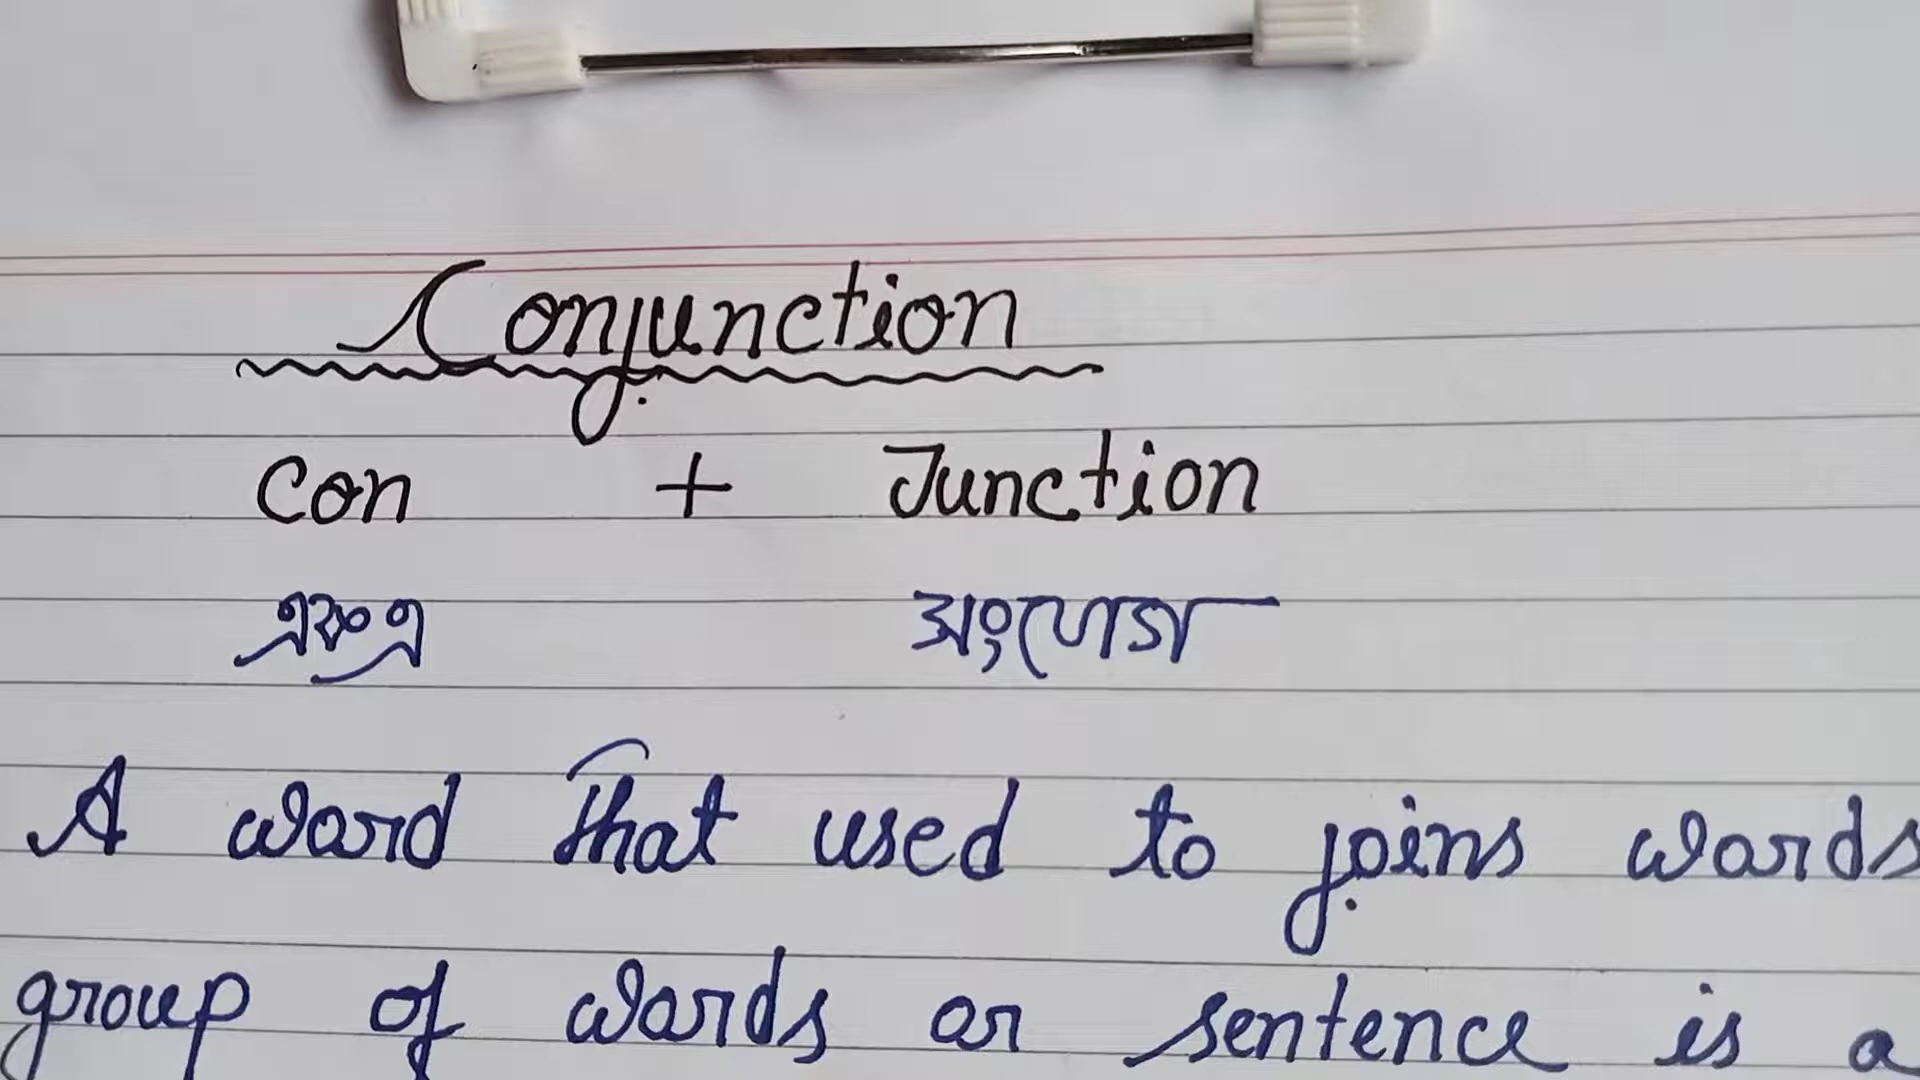 Conjunction
Con + Junction
একত্র সংযোগ
A word That used to joins words
group of words or sentence is a